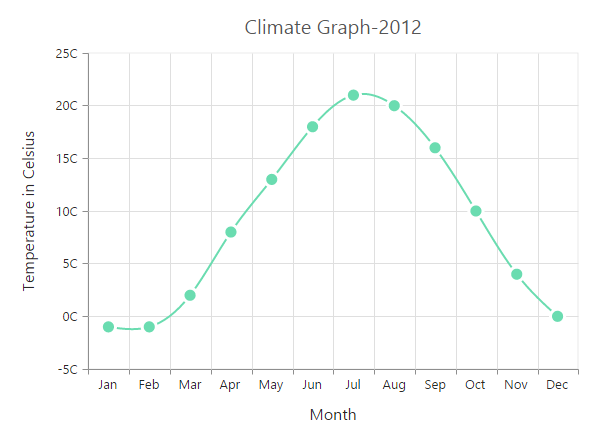 Climate Graph-2012
Temperature in Celsius
25C
20C
15C
10C
5C
0C
-5C
Jan Feb Mar Apr May Jun Jul Aug Sep Oct Nov Dec
Month